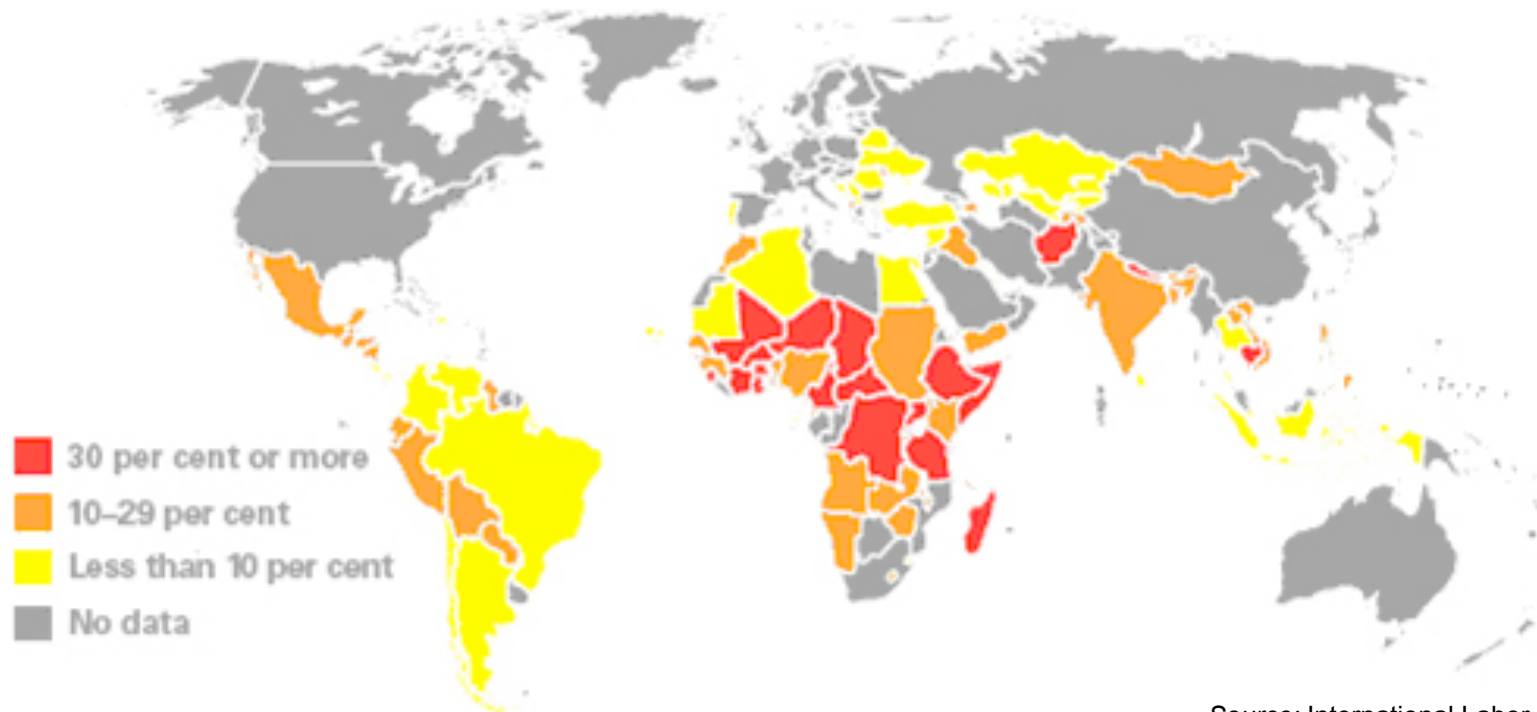 30 per cent or more
10–29 per cent
Less than 10 per cent
No data
Source: International Labor